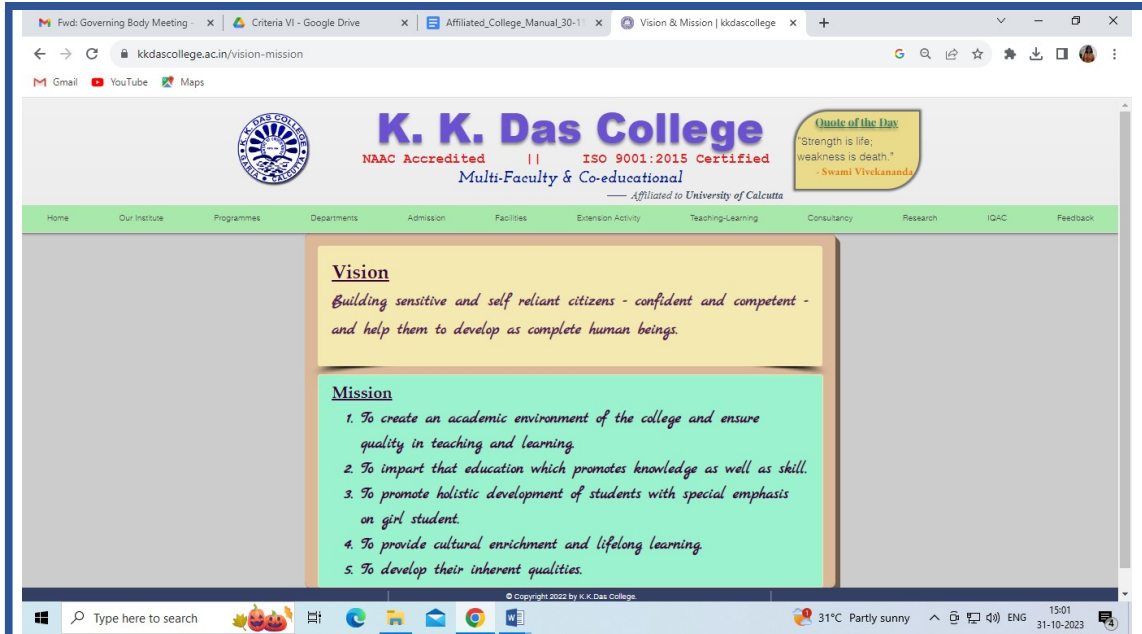 Fwd: Governing Body Meeting -
Criteria VI - Google Drive
Affiliated_College_Manual_30-1
Vision & Mission | kkdascollege
kkdascollege.ac.in/vision-mission
Gmail YouTube Maps
K. K. DAS COLLEGE
GARIA, CALCUTTA
K. K. Das College
NAAC Accredited || ISO 9001:2015 Certified
Multi-Faculty & Co-educational
Affiliated to University of Calcutta
Quote of the Day
"Strength is life;
weakness is death."
- Swami Vivekananda
Home Our Institute Programmes Departments Admission Facilities Extension Activity Teaching-Learning Consultancy Research IQAC Feedback
Vision
Building sensitive and self reliant citizens - confident and competent -
and help them to develop as complete human beings.
Mission
1. To create an academic environment of the college and ensure
quality in teaching and learning.
2. To impart that education which promotes knowledge as well as skill.
3. To promote holistic development of students with special emphasis
on girl student.
4. To provide cultural enrichment and lifelong learning.
5. To develop their inherent qualities.
© Copyright 2022 by K.K.Das College.
Type here to search
31°C Partly sunny
ENG
15:01
31-10-2023
4